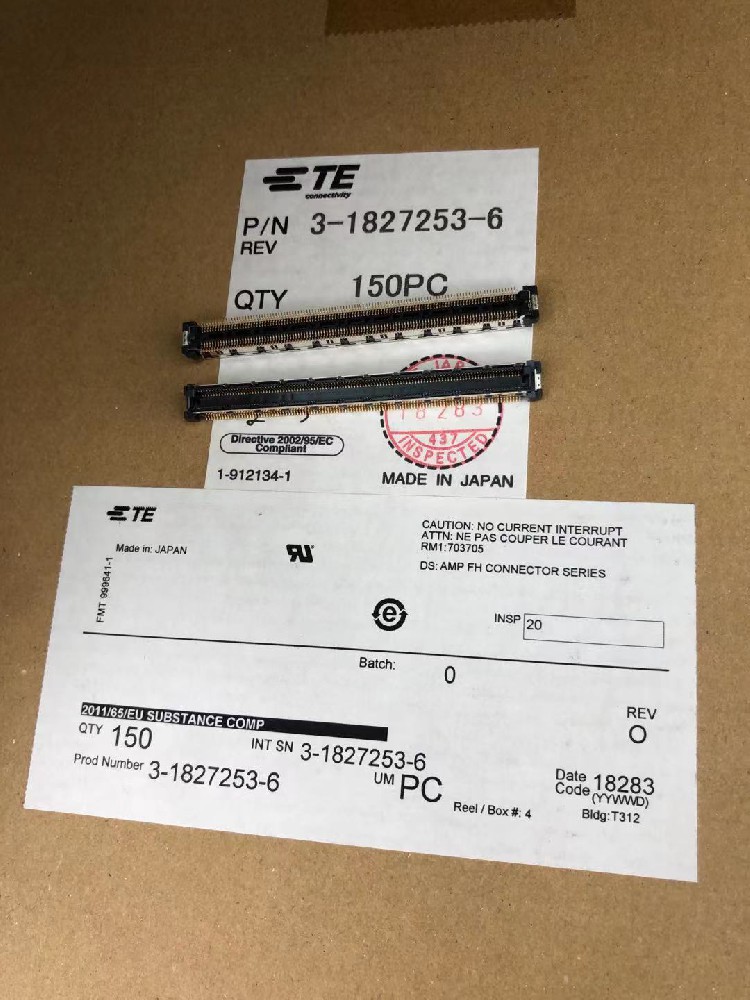 TE
connectivity
P/N 3-1827253-6
REV
QTY 150PC
Directive 2002/95/EC
Compliant
1-912134-1
18283
437
INSPECTED
MADE IN JAPAN
TE
Made in: JAPAN
FMT 999641-1
CAUTION: NO CURRENT INTERRUPT
ATTN: NE PAS COUPER LE COURANT
RM1:703705
DS: AMP FH CONNECTOR SERIES
INSP 20
Batch: 0
2011/65/EU SUBSTANCE COMP
QTY 150
INT SN 3-1827253-6
REV
O
Prod Number 3-1827253-6
UM PC
Reel / Box #: 4
Date
Code 18283
(YYWWD)
Bldg:T312